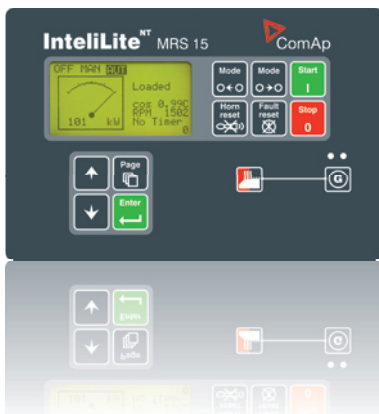 InteliLite NT MRS 15
ComAp
OFF MAN AUT
Loaded
cos 0.99C
RPM 1502
No Timer
0
101 kW
Mode
Mode
Start
I
Horn
reset
Fault
reset
Stop
0
Page
Enter
G